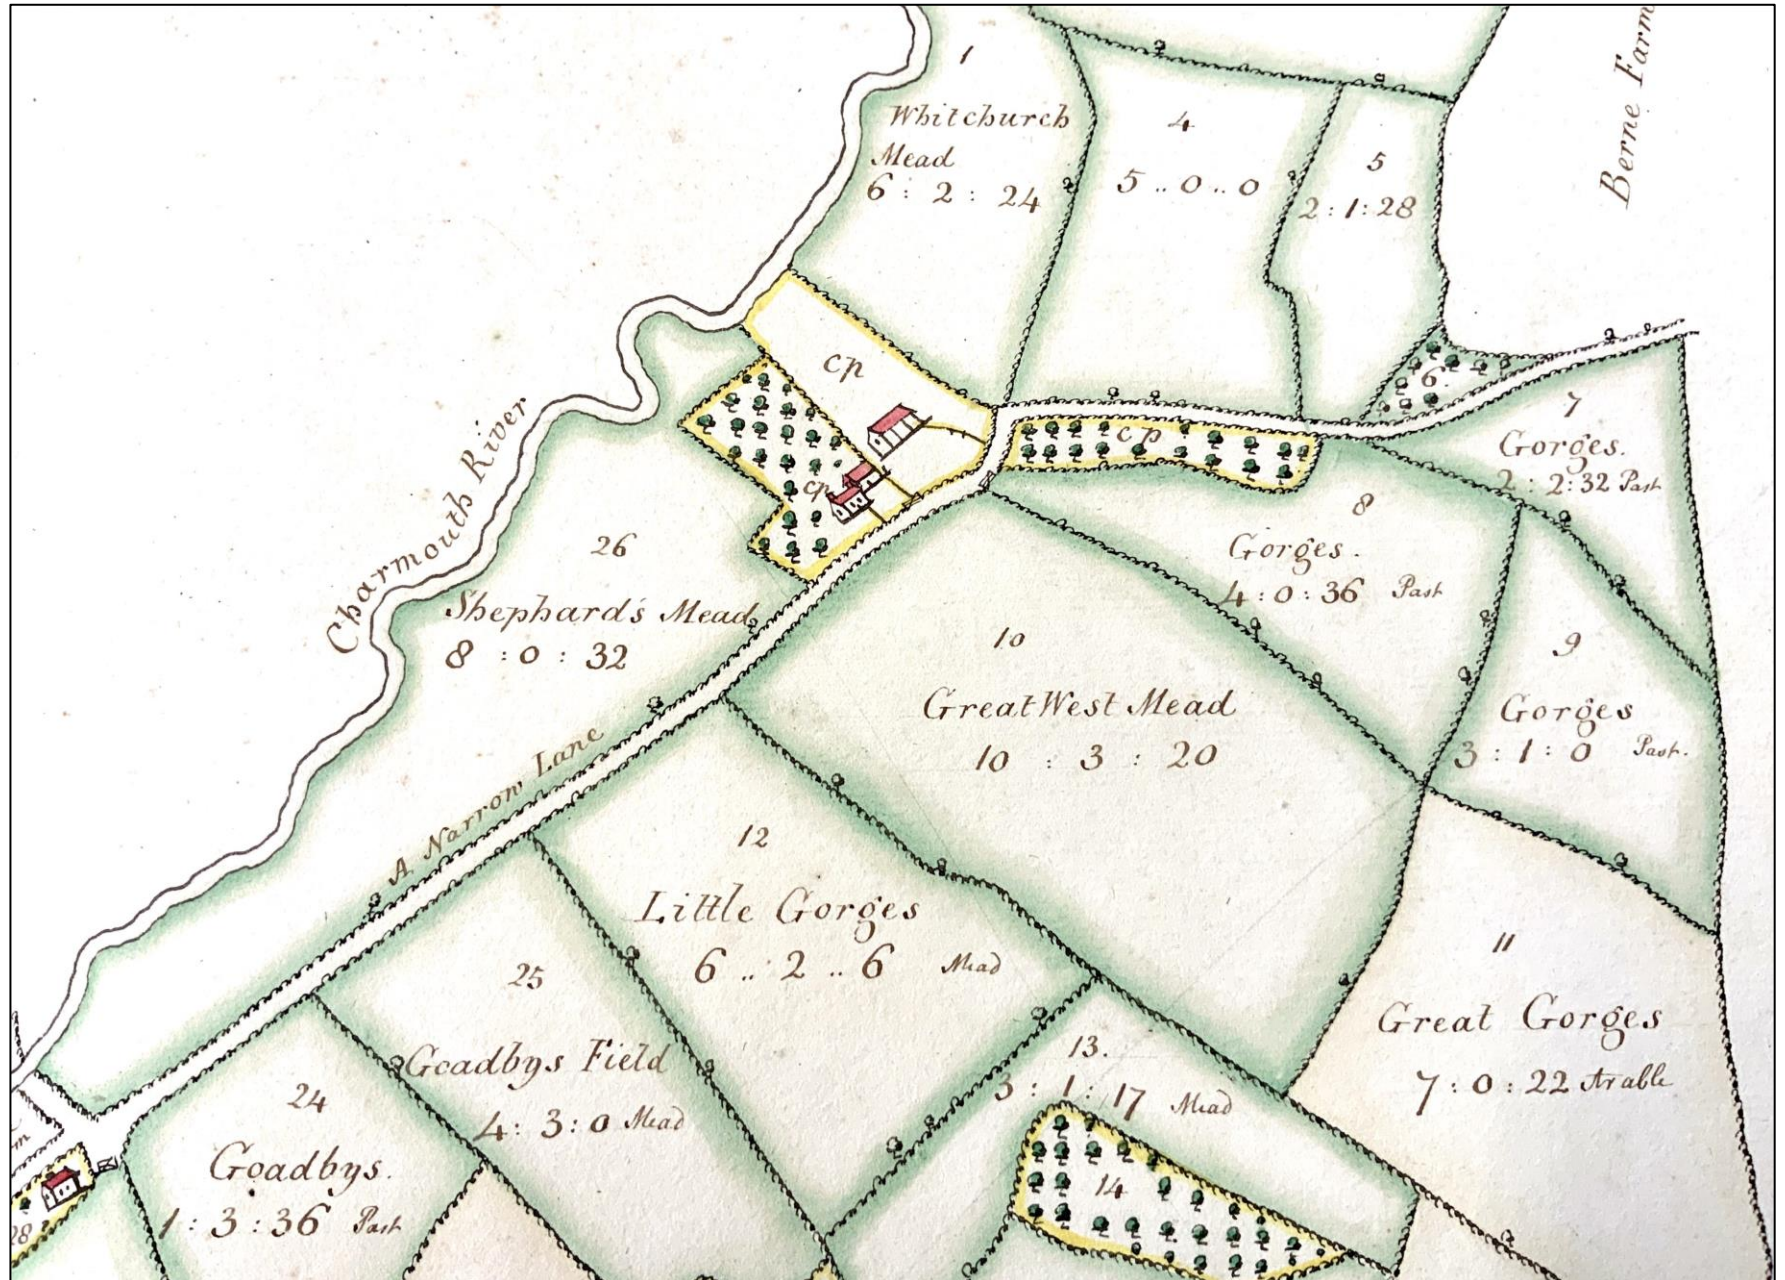 1
Whitchurch
Mead
6 : 2 : 24
4
5 .. 0 .. 0
5
2 : 1 : 28
Berne Farm
cp
cp
cp
6
7
Gorges.
2 : 2 : 32 Past
8
Gorges.
4 : 0 : 36 Past
9
Gorges
3 : 1 : 0 Past.
Charmouth River
26
Shephard's Mead
8 : 0 : 32
10
Great West Mead
10 : 3 : 20
A Narrow Lane
12
Little Gorges
6 .. 2 .. 6 Mead
11
Great Gorges
7 : 0 : 22 Arable
25
Goadbys Field
4 : 3 : 0 Mead
13.
3 : 1 : 17 Mead
14
24
Goadbys.
1 : 3 : 36 Past
28